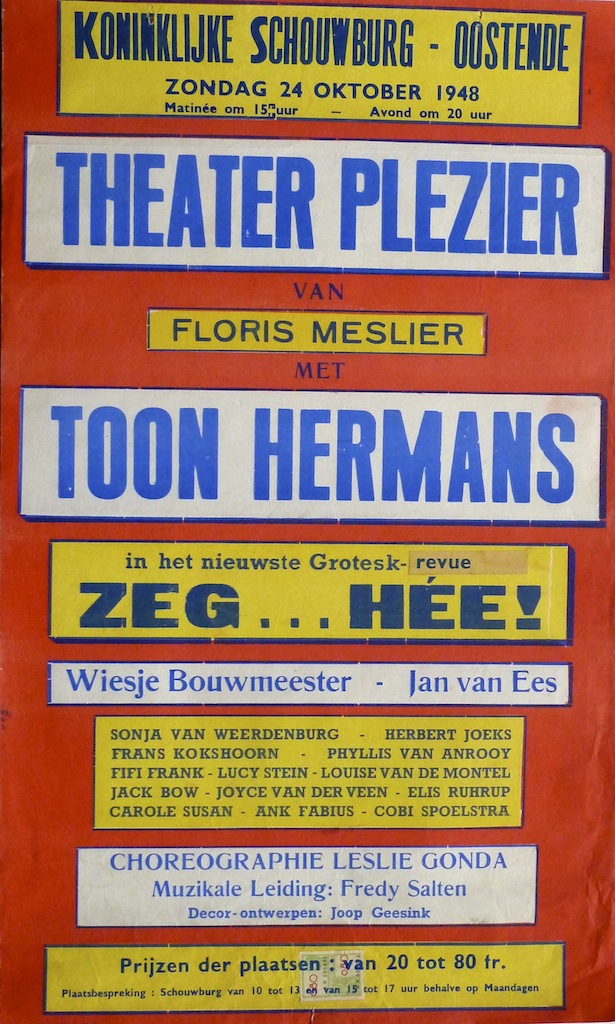 KONINKLIJKE SCHOUWBURG - OOSTENDE
ZONDAG 24 OKTOBER 1948
Matinée om 15 uur — Avond om 20 uur
THEATER PLEZIER
VAN
FLORIS MESLIER
MET
TOON HERMANS
in het nieuwste Grotesk-revue
ZEG... HÉE!
Wiesje Bouwmeester - Jan van Ees
SONJA VAN WEERDENBURG - HERBERT JOEKS
FRANS KOKSHOORN - PHYLLIS VAN ANROOY
FIFI FRANK - LUCY STEIN - LOUISE VAN DE MONTEL
JACK BOW - JOYCE VAN DER VEEN - ELIS RUHRUP
CAROLE SUSAN - ANK FABIUS - COBI SPOELSTRA
CHOREOGRAPHIE LESLIE GONDA
Muzikale Leiding: Fredy Salten
Decor-ontwerpen: Joop Geesink
Prijzen der plaatsen : van 20 tot 80 fr.
Plaatsbespreking : Schouwburg van 10 tot 13 en van 15 tot 17 uur behalve op Maandagen